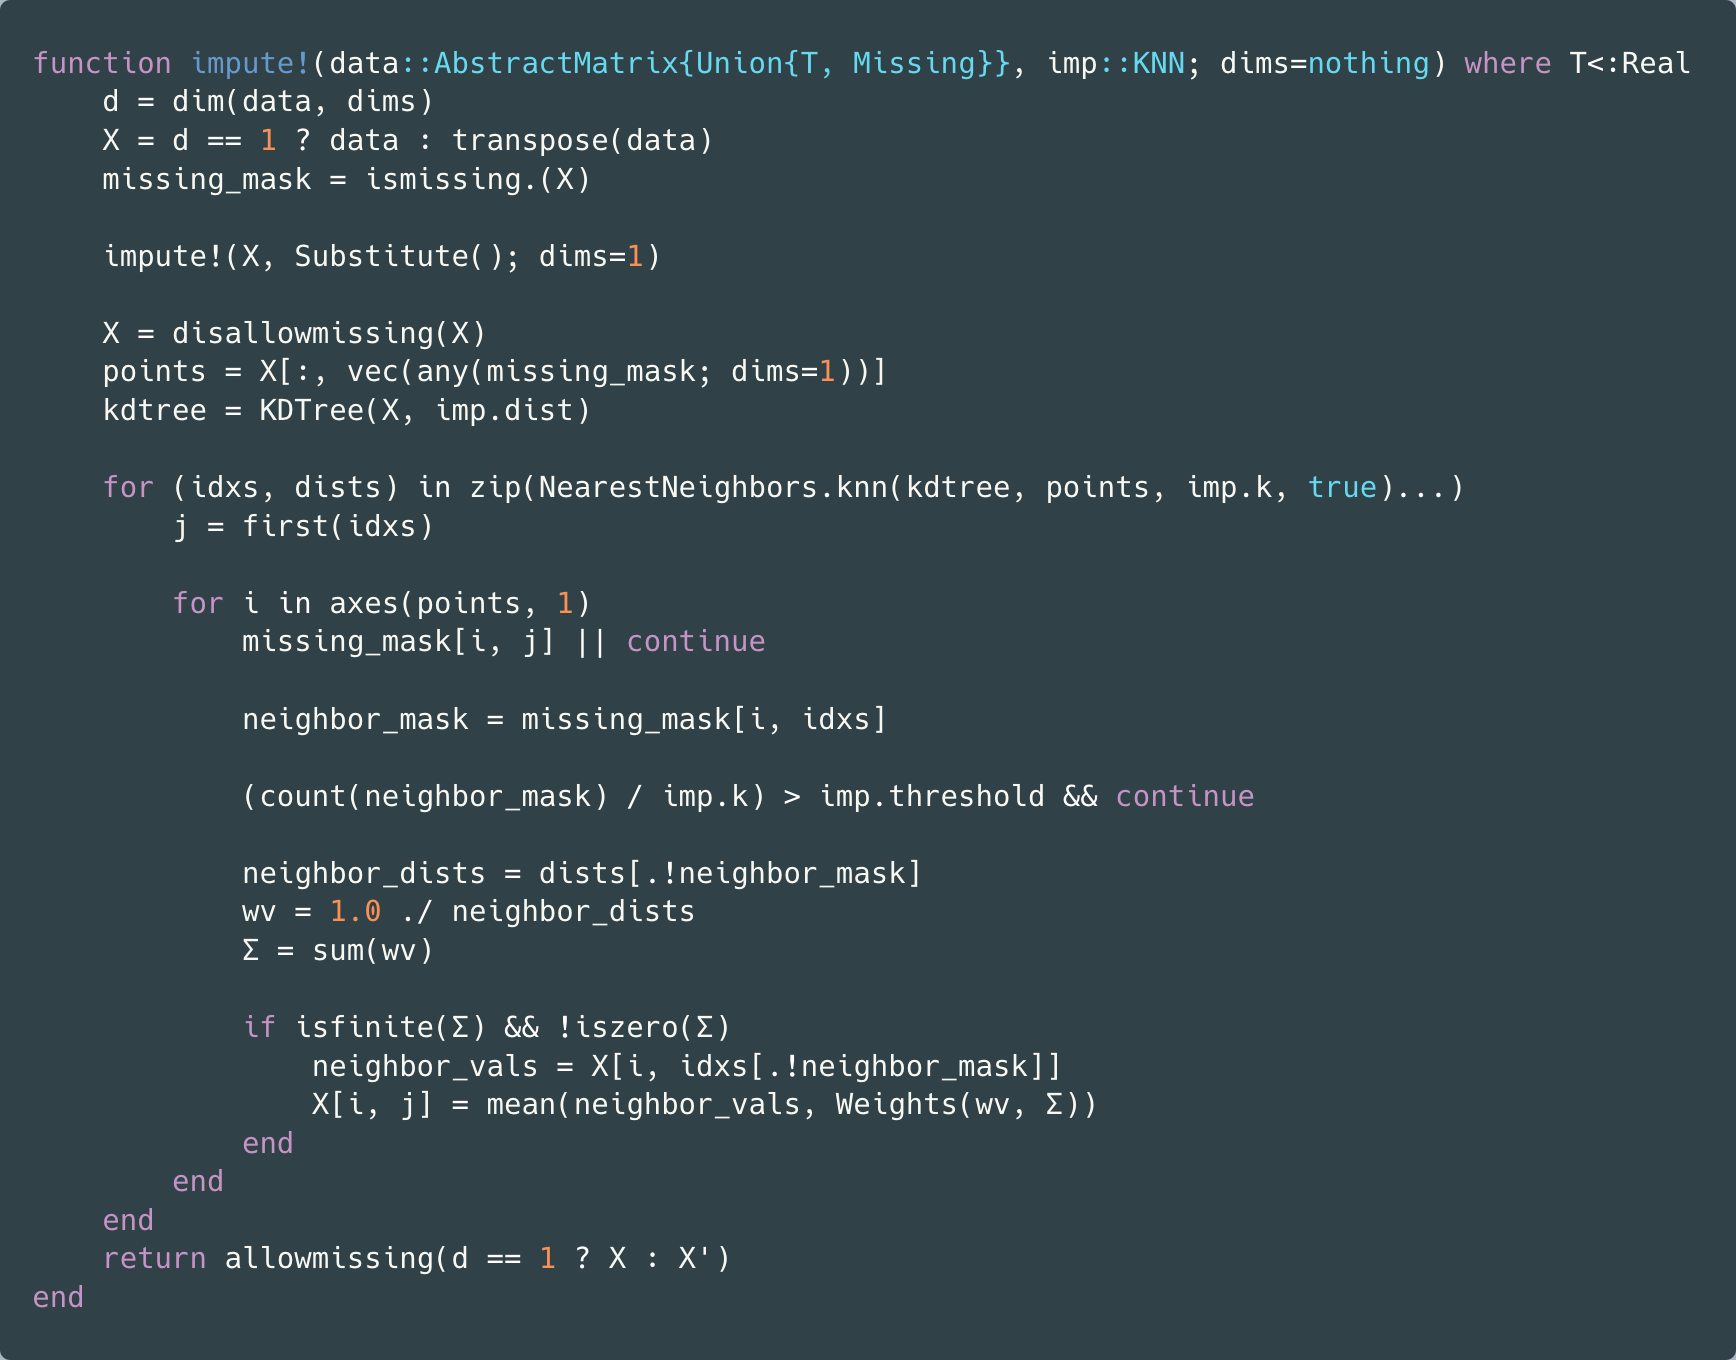 function impute!(data::AbstractMatrix{Union{T, Missing}}, imp::KNN; dims=nothing) where T<:Real
    d = dim(data, dims)
    X = d == 1 ? data : transpose(data)
    missing_mask = ismissing.(X)

    impute!(X, Substitute(); dims=1)

    X = disallowmissing(X)
    points = X[:, vec(any(missing_mask; dims=1))]
    kdtree = KDTree(X, imp.dist)

    for (idxs, dists) in zip(NearestNeighbors.knn(kdtree, points, imp.k, true)...)
        j = first(idxs)

        for i in axes(points, 1)
            missing_mask[i, j] || continue

            neighbor_mask = missing_mask[i, idxs]

            (count(neighbor_mask) / imp.k) > imp.threshold && continue

            neighbor_dists = dists[.!neighbor_mask]
            wv = 1.0 ./ neighbor_dists
            Σ = sum(wv)

            if isfinite(Σ) && !iszero(Σ)
                neighbor_vals = X[i, idxs[.!neighbor_mask]]
                X[i, j] = mean(neighbor_vals, Weights(wv, Σ))
            end
        end
    end
    return allowmissing(d == 1 ? X : X')
end